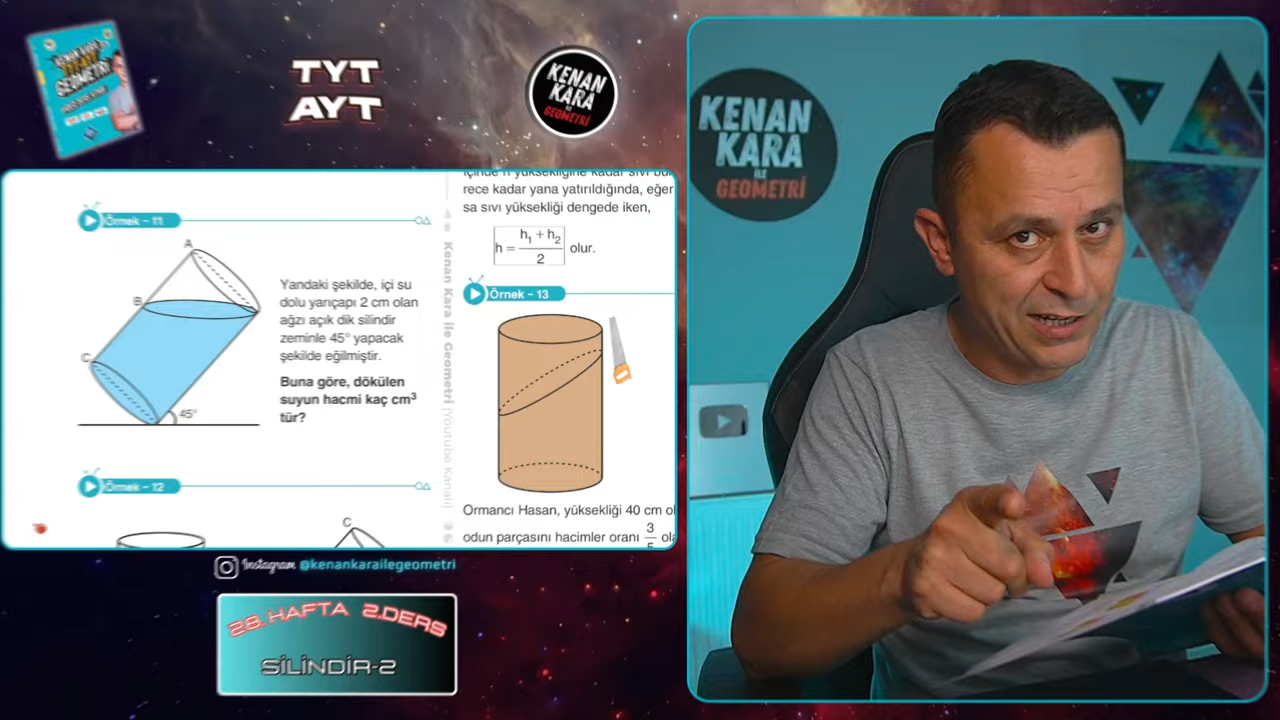 TYT
AYT
KENAN
KARA
İLE
GEOMETRİ
KENAN
KARA
İLE
GEOMETRİ
Örnek - 11
A
B
C
45°
Yandaki şekilde, içi su
dolu yarıçapı 2 cm olan
ağzı açık dik silindir
zeminle 45° yapacak
şekilde eğilmiştir.
Buna göre, dökülen
suyun hacmi kaç cm³
tür?
Örnek - 12
C
Kenan Kara ile Geometri (Youtube Kanalı)
rece kadar yana yatırıldığında, eğer
sa sıvı yüksekliği dengede iken,
h = (h₁ + h₂)/2 olur.
Örnek - 13
Ormancı Hasan, yüksekliği 40 cm ol
odun parçasını hacimler oranı 3/5 ola
Instagram @kenankarailegeometri
28. HAFTA 2.DERS
SİLİNDİR-2